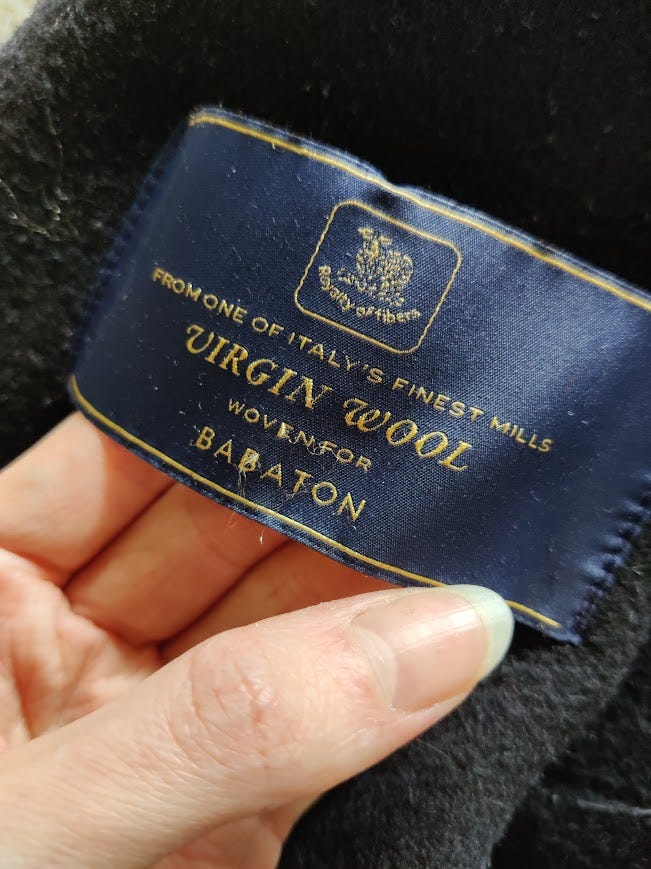 Royalty of fibers
FROM ONE OF ITALY'S FINEST MILLS
VIRGIN WOOL
WOVEN FOR
BABATON